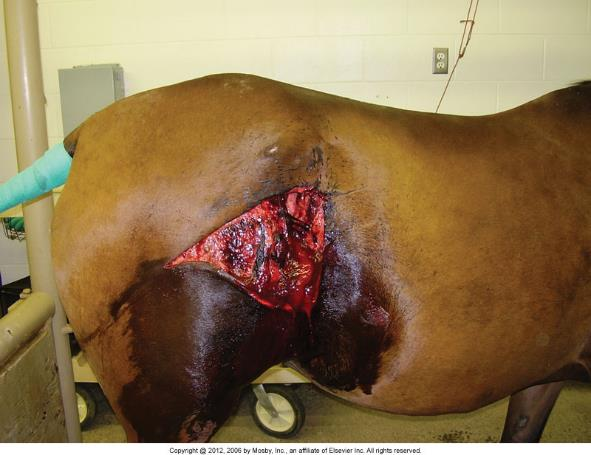 Copyright @ 2012, 2006 by Mosby, Inc., an affiliate of Elsevier Inc. All rights reserved.